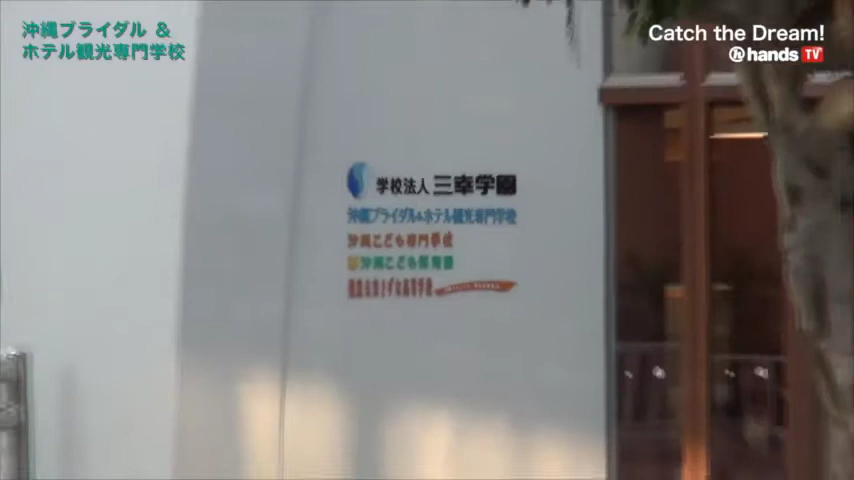 沖縄ブライダル &
ホテル観光専門学校
Catch the Dream!
hands TV
学校法人 三幸学園
沖縄ブライダル&ホテル観光専門学校
沖縄こども専門学校
沖縄こども保育園